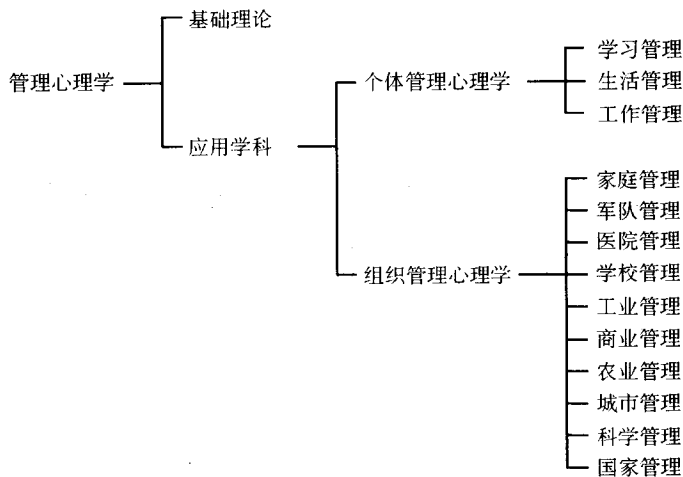 管理心理学
基础理论
应用学科
个体管理心理学
学习管理
生活管理
工作管理
组织管理心理学
家庭管理
军队管理
医院管理
学校管理
工业管理
商业管理
农业管理
城市管理
科学管理
国家管理